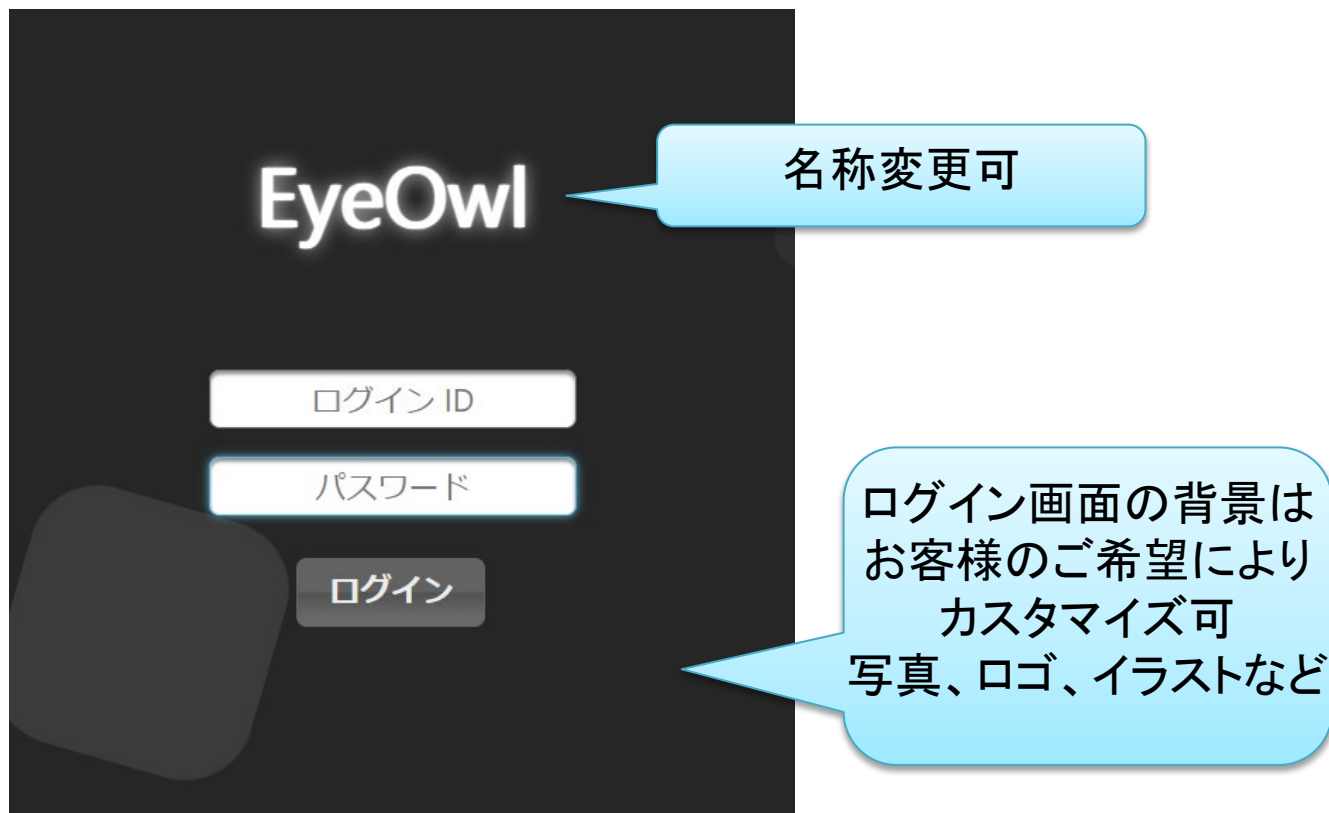 EyeOwl
名称変更可
ログイン ID
パスワード
ログイン
ログイン画面の背景は
お客様のご希望により
カスタマイズ可
写真、ロゴ、イラストなど